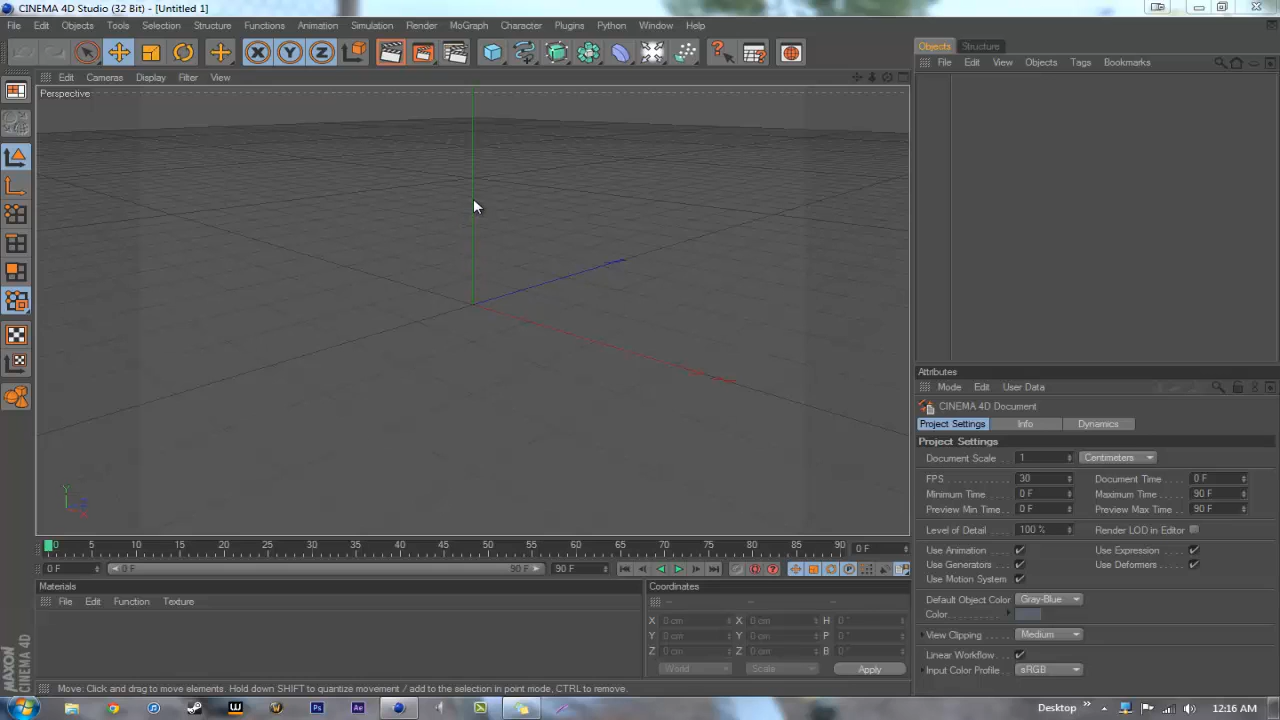 CINEMA 4D Studio (32 Bit) - [Untitled 1]
File Edit Objects Tools Selection Structure Functions Animation Simulation Render MoGraph Character Plugins Python Window Help
X Y Z
Objects Structure
File Edit View Objects Tags Bookmarks
Edit Cameras Display Filter View
Perspective
Y
X
Attributes
Mode Edit User Data
CINEMA 4D Document
Project Settings Info Dynamics
Project Settings
Document Scale 1 Centimeters
FPS 30 Document Time 0 F
Minimum Time 0 F Maximum Time 90 F
Preview Min Time 0 F Preview Max Time 90 F
Level of Detail 100 % Render LOD in Editor
Use Animation Use Expression
Use Generators Use Deformers
Use Motion System
Default Object Color Gray-Blue
Color
View Clipping Medium
Linear Workflow
Input Color Profile sRGB
0 5 10 15 20 25 30 35 40 45 50 55 60 65 70 75 80 85 90 0 F
0 F 0 F 90 F 90 F
Materials
File Edit Function Texture
Coordinates
-- -- --
X 0 cm X 0 cm H 0 °
Y 0 cm Y 0 cm P 0 °
Z 0 cm Z 0 cm B 0 °
World Scale Apply
MAXON
CINEMA 4D
Move: Click and drag to move elements. Hold down SHIFT to quantize movement / add to the selection in point mode, CTRL to remove.
Ps Ae
Desktop » 12:16 AM